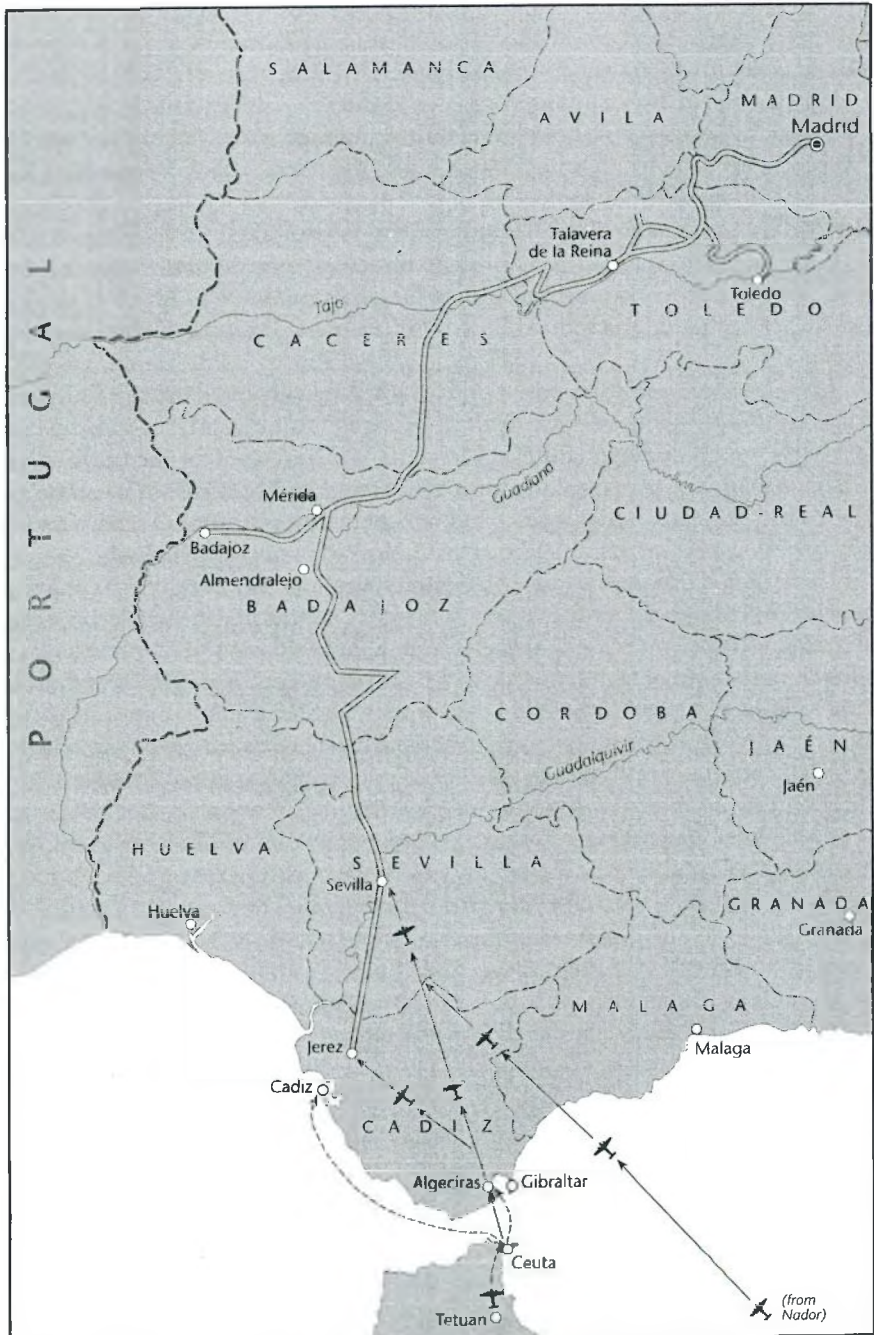 SALAMANCA
AVILA
MADRID
Madrid
PORTUGAL
Talavera
de la Reina
Toledo
TOLEDO
Tajo
CACERES
Guadiana
Mérida
CIUDAD-REAL
Badajoz
Almendralejo
BADAJOZ
CORDOBA
Guadalquivir
JAÉN
Jaén
HUELVA
SEVILLA
Sevilla
Huelva
GRANADA
Granada
MALAGA
Malaga
Jerez
Cadiz
CADIZ
Algeciras
Gibraltar
Ceuta
Tetuan
(from
Nador)